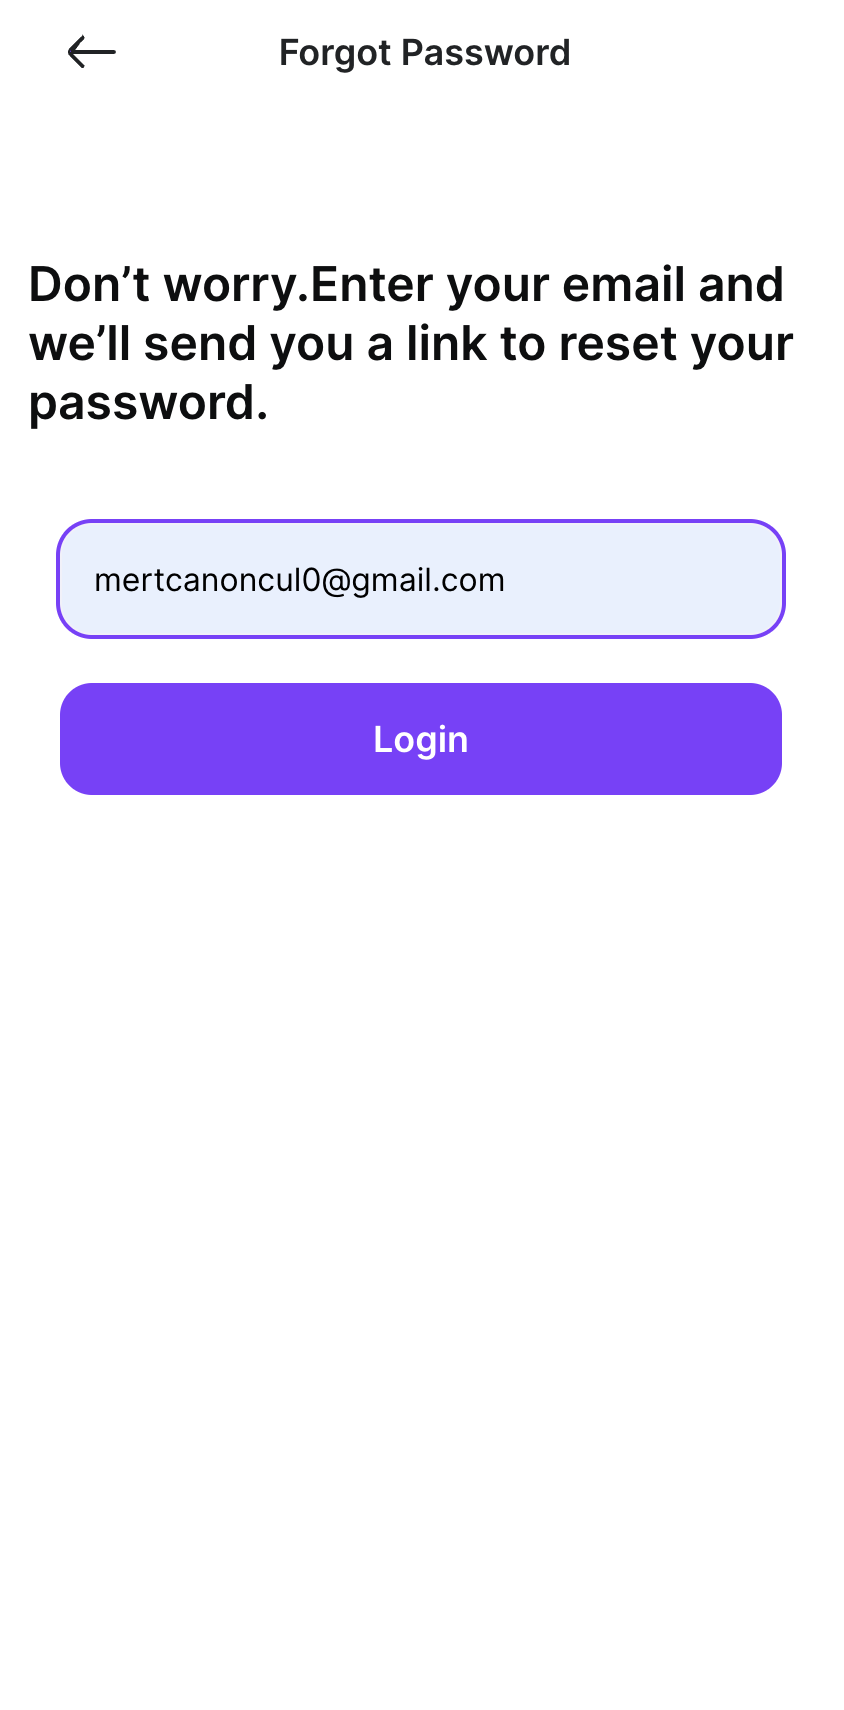 Forgot Password
Don’t worry.Enter your email and
we’ll send you a link to reset your
password.
mertcanoncul0@gmail.com
Login